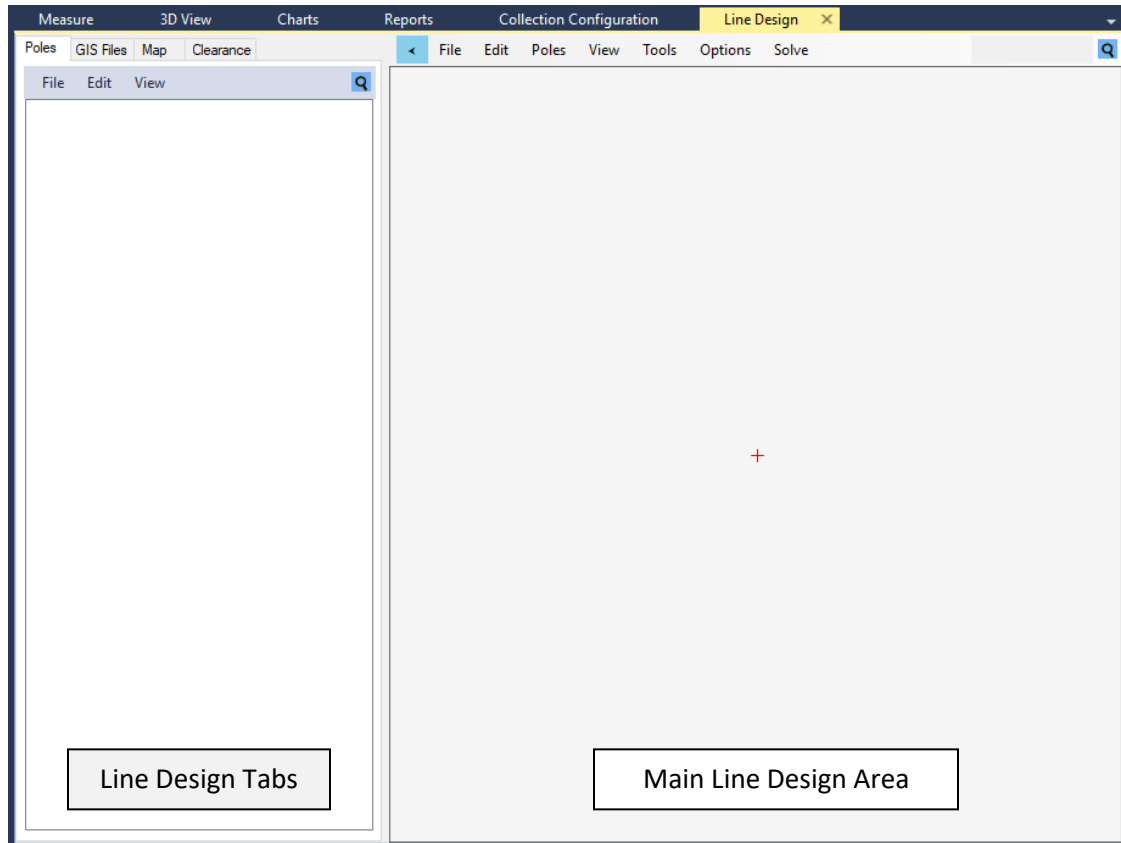 Measure 3D View Charts Reports Collection Configuration Line Design ×
Poles GIS Files Map Clearance
< File Edit Poles View Tools Options Solve
File Edit View
Line Design Tabs
Main Line Design Area